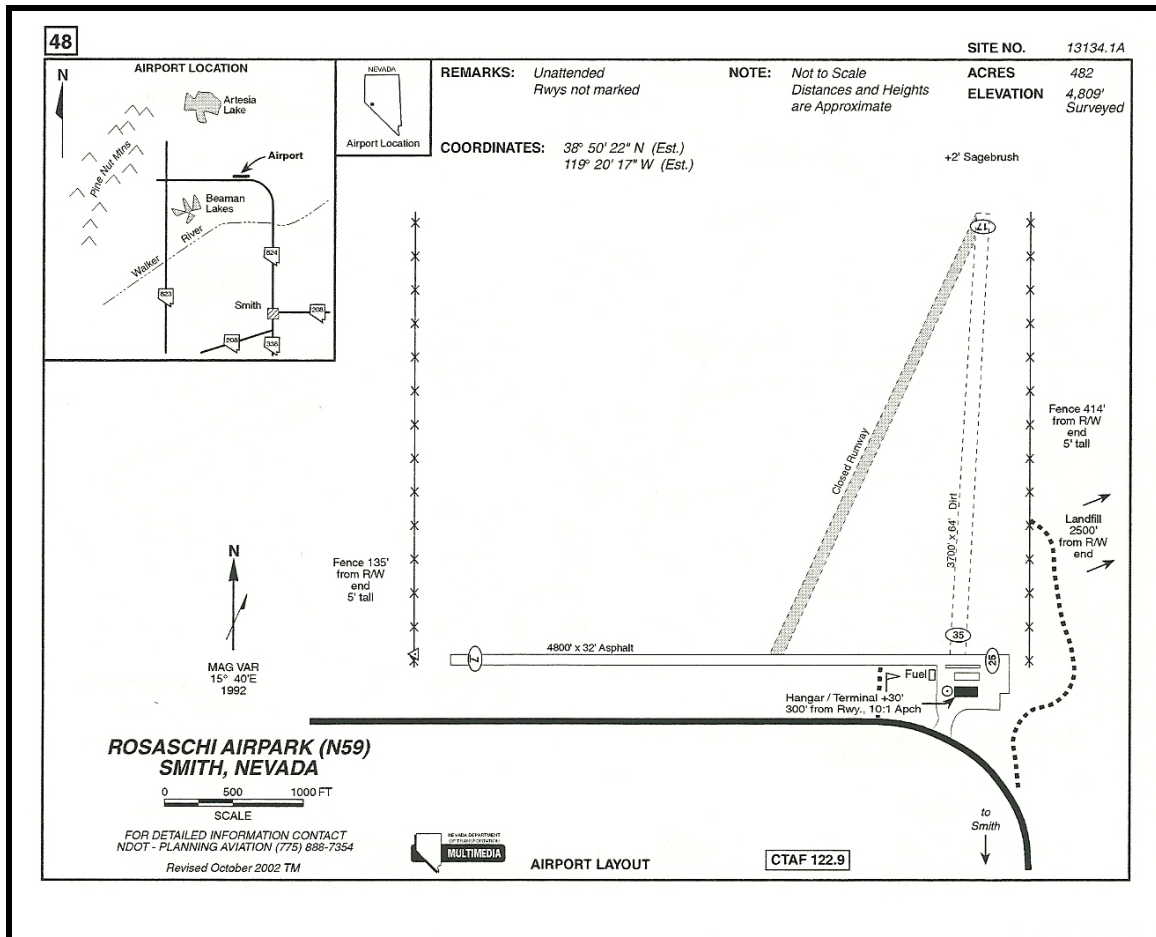 48
SITE NO. 13134.1A
N
AIRPORT LOCATION
Artesia
Lake
Pine Nut Mtns
Airport
Beaman
Lakes
Walker River
824
823
Smith
208
208
338
NEVADA
Airport Location
REMARKS: Unattended
Rwys not marked
NOTE: Not to Scale
Distances and Heights
are Approximate
ACRES 482
ELEVATION 4,809'
Surveyed
COORDINATES: 38° 50' 22" N (Est.)
119° 20' 17" W (Est.)
+2' Sagebrush
17
Closed Runway
3700' x 64' Dirt
Fence 414'
from R/W
end
5' tall
Landfill
2500'
from R/W
end
Fence 135'
from R/W
end
5' tall
N
MAG VAR
15° 40'E
1992
35
4800' x 32' Asphalt
7
25
Fuel
Hangar / Terminal +30'
300' from Rwy., 10:1 Apch
ROSASCHI AIRPARK (N59)
SMITH, NEVADA
0 500 1000 FT
SCALE
FOR DETAILED INFORMATION CONTACT
NDOT - PLANNING AVIATION (775) 888-7354
Revised October 2002 TM
NEVADA DEPARTMENT
OF TRANSPORTATION
MULTIMEDIA
AIRPORT LAYOUT
CTAF 122.9
to
Smith